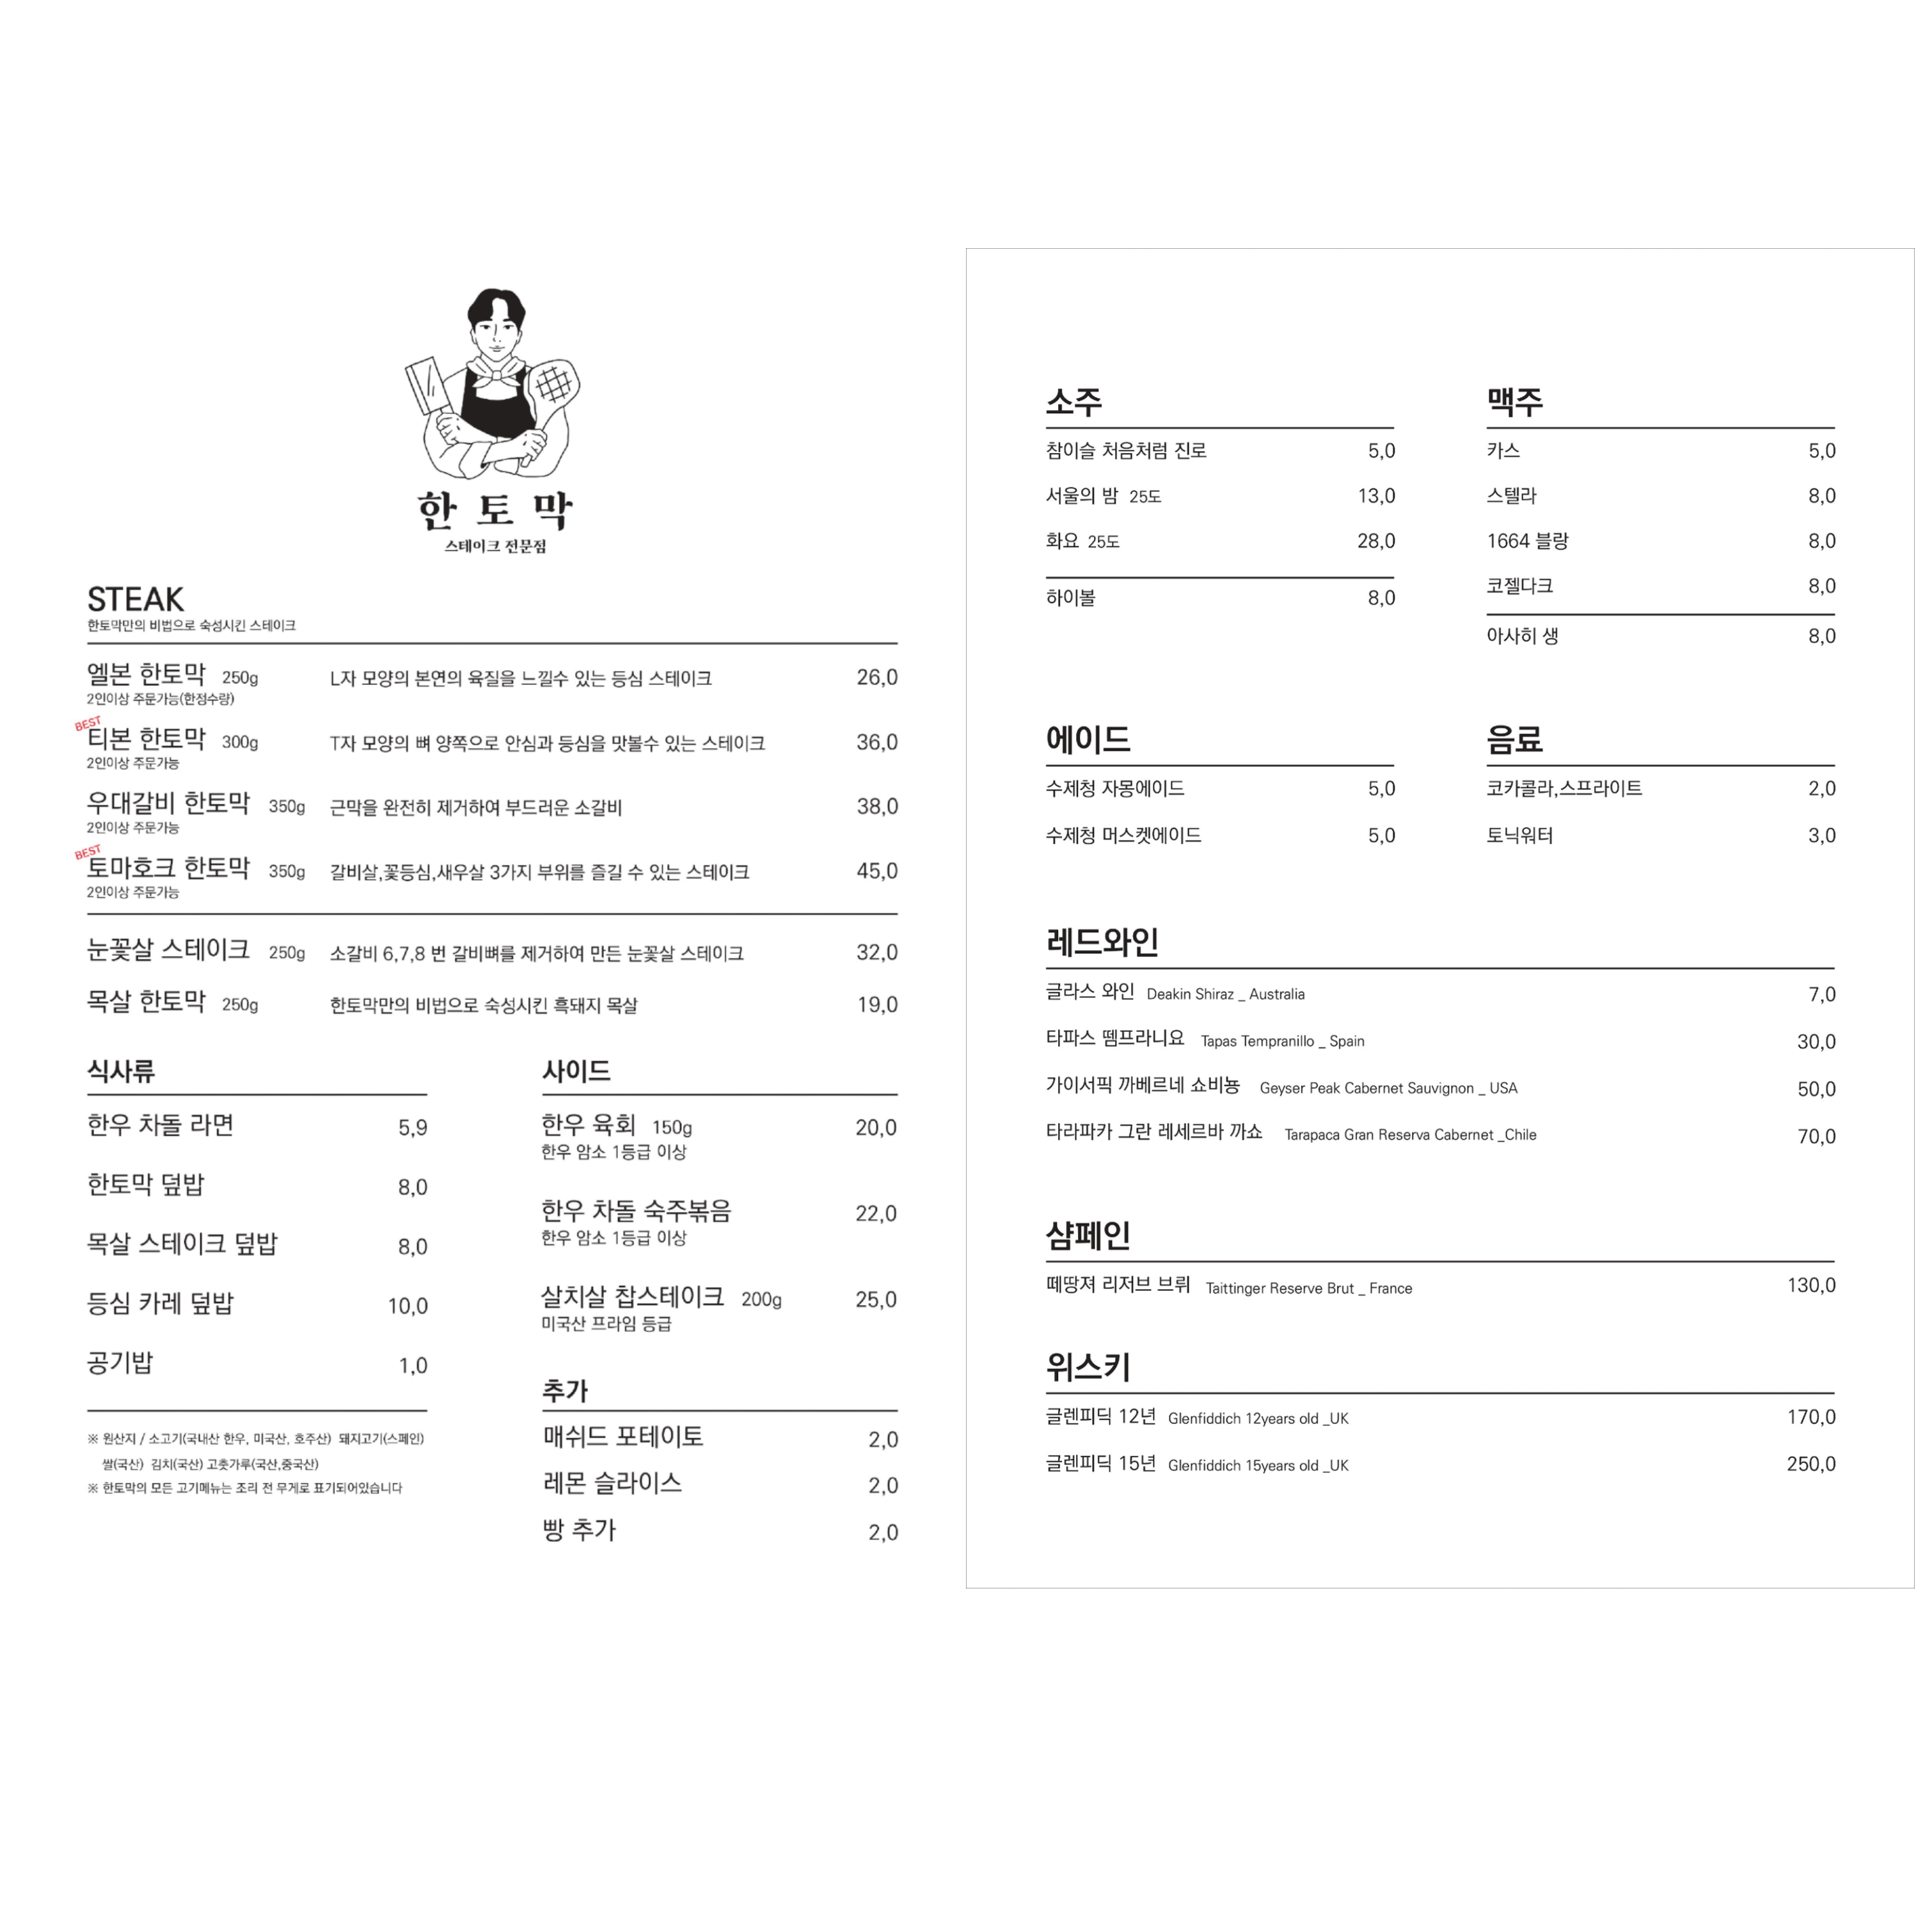 한토막
스테이크 전문점
STEAK
한토막만의 비법으로 숙성시킨 스테이크
엘본 한토막 250g L자 모양의 본연의 육질을 느낄수 있는 등심 스테이크 26,0
2인이상 주문가능(한정수량)
BEST
티본 한토막 300g T자 모양의 뼈 양쪽으로 안심과 등심을 맛볼수 있는 스테이크 36,0
2인이상 주문가능
우대갈비 한토막 350g 근막을 완전히 제거하여 부드러운 소갈비 38,0
2인이상 주문가능
BEST
토마호크 한토막 350g 갈비살,꽃등심,새우살 3가지 부위를 즐길 수 있는 스테이크 45,0
2인이상 주문가능
눈꽃살 스테이크 250g 소갈비 6,7,8 번 갈비뼈를 제거하여 만든 눈꽃살 스테이크 32,0
목살 한토막 250g 한토막만의 비법으로 숙성시킨 흑돼지 목살 19,0
식사류
한우 차돌 라면 5,9
한토막 덮밥 8,0
목살 스테이크 덮밥 8,0
등심 카레 덮밥 10,0
공기밥 1,0
※ 원산지 / 소고기(국내산 한우, 미국산, 호주산) 돼지고기(스페인)
쌀(국산) 김치(국산) 고춧가루(국산,중국산)
※ 한토막의 모든 고기메뉴는 조리 전 무게로 표기되어있습니다
사이드
한우 육회 150g 20,0
한우 암소 1등급 이상
한우 차돌 숙주볶음 22,0
한우 암소 1등급 이상
살치살 찹스테이크 200g 25,0
미국산 프라임 등급
추가
매쉬드 포테이토 2,0
레몬 슬라이스 2,0
빵 추가 2,0
소주
참이슬 처음처럼 진로 5,0
서울의 밤 25도 13,0
화요 25도 28,0
하이볼 8,0
맥주
카스 5,0
스텔라 8,0
1664 블랑 8,0
코젤다크 8,0
아사히 생 8,0
에이드
수제청 자몽에이드 5,0
수제청 머스켓에이드 5,0
음료
코카콜라,스프라이트 2,0
토닉워터 3,0
레드와인
글라스 와인 Deakin Shiraz _ Australia 7,0
타파스 뗌프라니요 Tapas Tempranillo _ Spain 30,0
가이서픽 까베르네 쇼비뇽 Geyser Peak Cabernet Sauvignon _ USA 50,0
타라파카 그란 레세르바 까쇼 Tarapaca Gran Reserva Cabernet _Chile 70,0
샴페인
떼땅져 리저브 브뤼 Taittinger Reserve Brut _ France 130,0
위스키
글렌피딕 12년 Glenfiddich 12years old _UK 170,0
글렌피딕 15년 Glenfiddich 15years old _UK 250,0